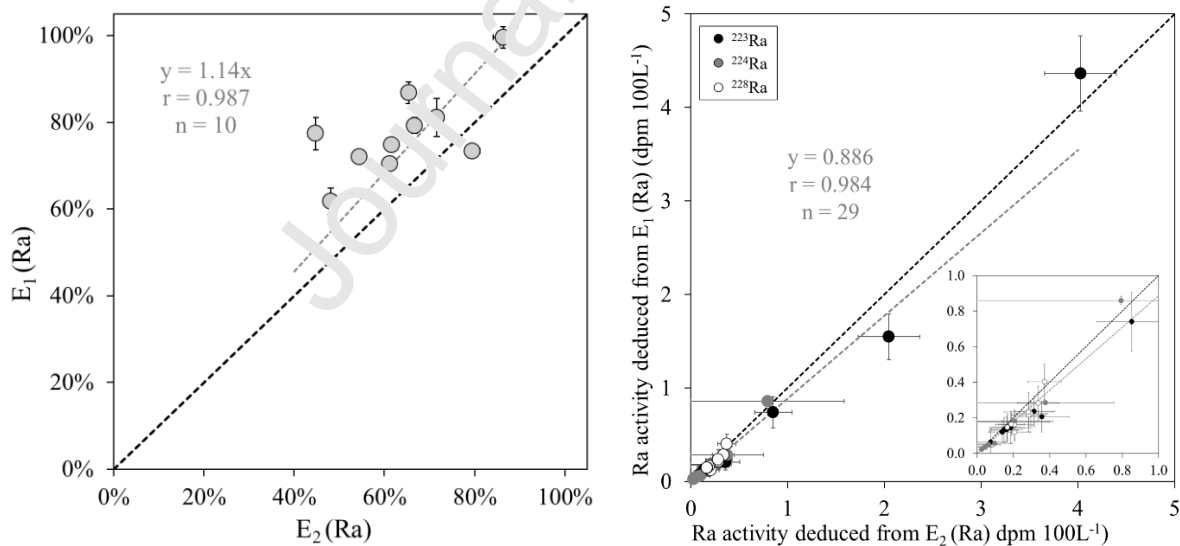 100%
80%
60%
40%
20%
0%
E1 (Ra)
y = 1.14x
r = 0.987
n = 10
0% 20% 40% 60% 80% 100%
E2 (Ra)
Journa
5
4
3
2
1
0
Ra activity deduced from E1 (Ra) (dpm 100L-1)
223Ra
224Ra
228Ra
y = 0.886
r = 0.984
n = 29
1.0
0.8
0.6
0.4
0.2
0.0
0.0 0.2 0.4 0.6 0.8 1.0
0 1 2 3 4 5
Ra activity deduced from E2 (Ra) dpm 100L-1)